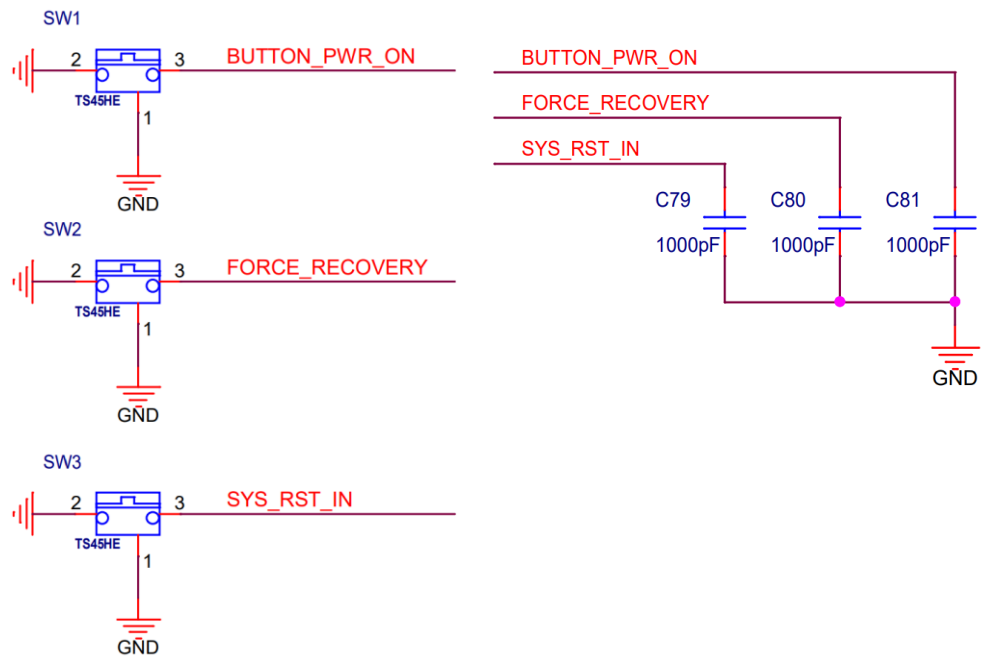 SW1
2
3
BUTTON_PWR_ON
TS45HE
1
GND
SW2
2
3
FORCE_RECOVERY
TS45HE
1
GND
SW3
2
3
SYS_RST_IN
TS45HE
1
GND
BUTTON_PWR_ON
FORCE_RECOVERY
SYS_RST_IN
C79
C80
C81
1000pF
1000pF
1000pF
GND